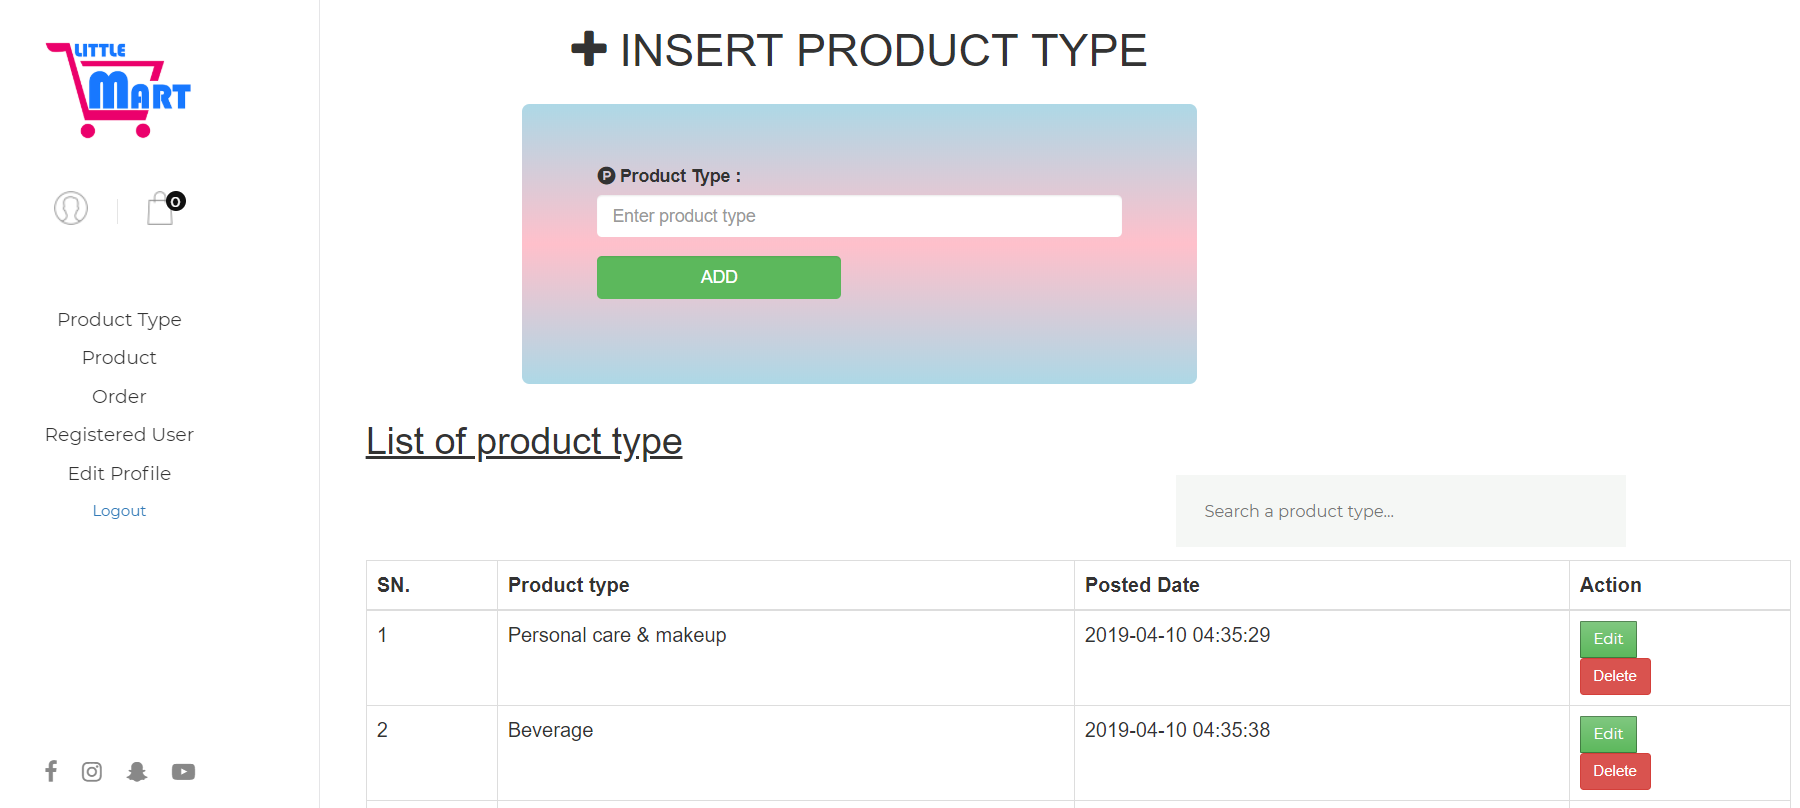 LITTLE
MART
0
Product Type
Product
Order
Registered User
Edit Profile
Logout
INSERT PRODUCT TYPE
P Product Type :
Enter product type
ADD
List of product type
Search a product type...
SN. Product type Posted Date Action
1 Personal care & makeup 2019-04-10 04:35:29 Edit
Delete
2 Beverage 2019-04-10 04:35:38 Edit
Delete